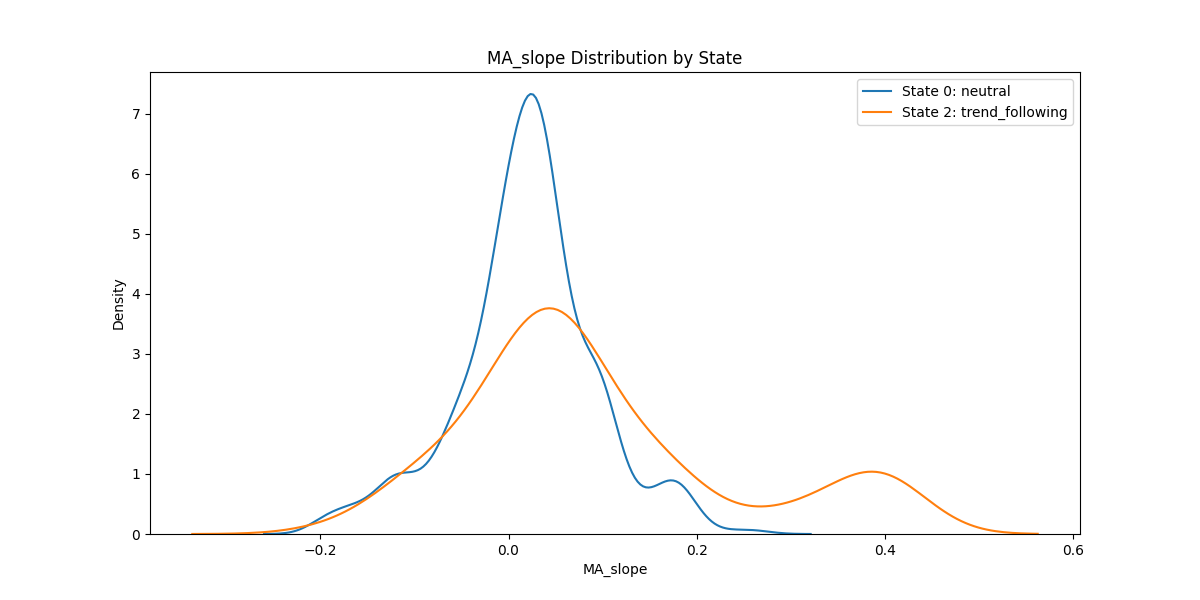 MA_slope Distribution by State
State 0: neutral
State 2: trend_following
Density
7
6
5
4
3
2
1
0
−0.2
0.0
0.2
0.4
0.6
MA_slope